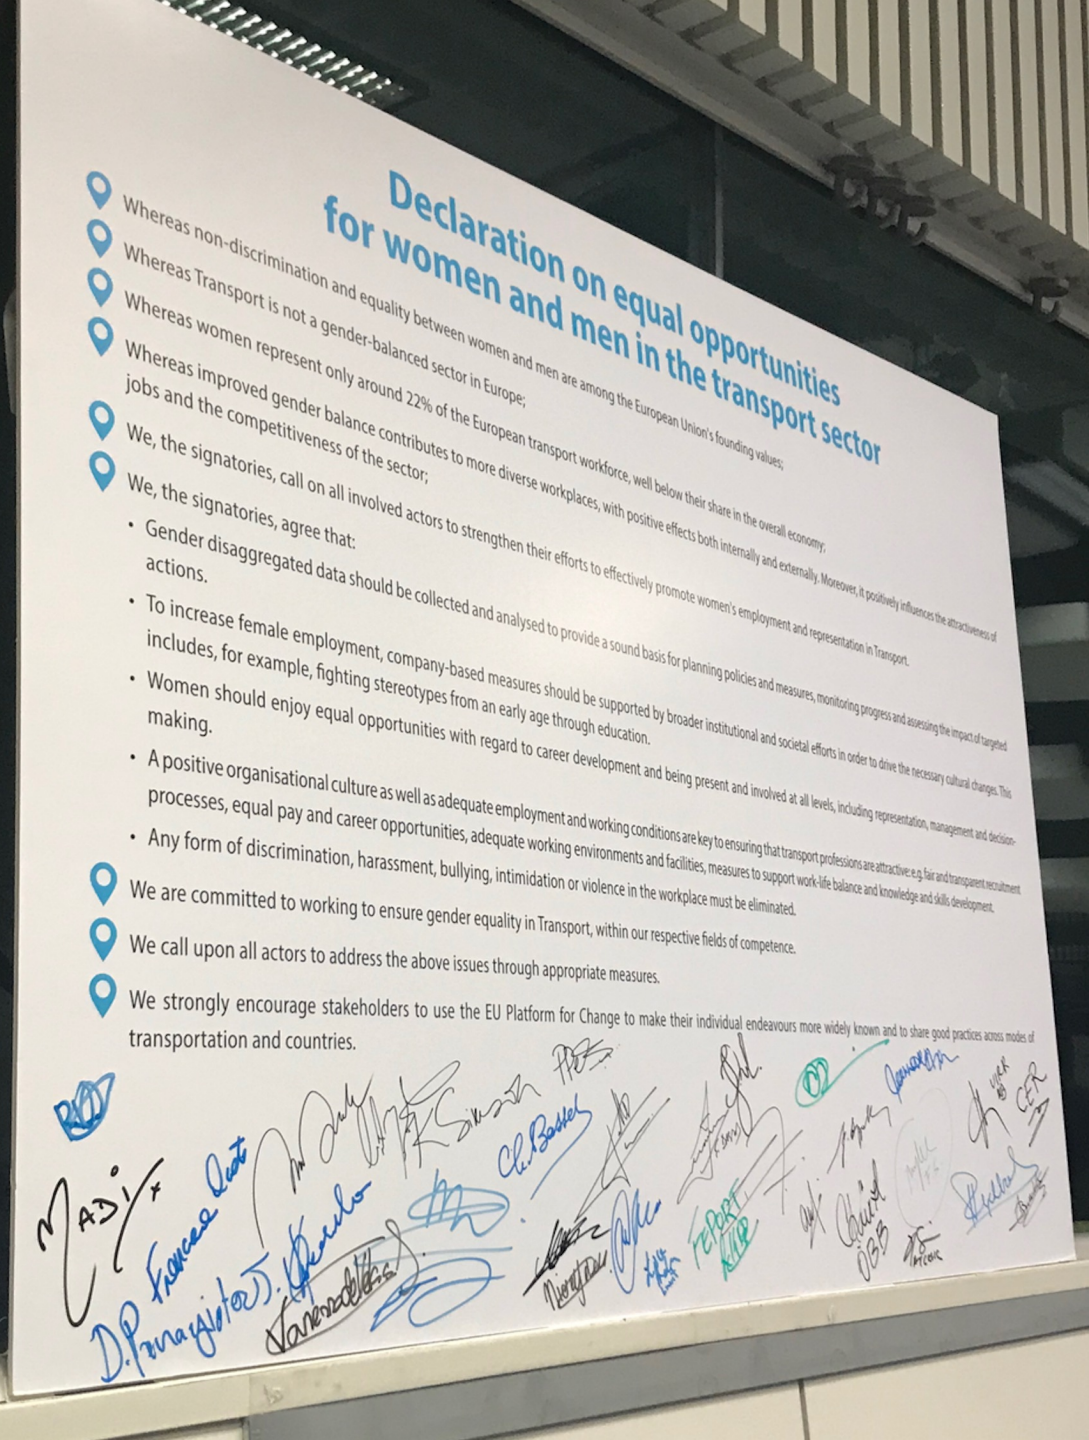 Declaration on equal opportunities
for women and men in the transport sector
Whereas non-discrimination and equality between women and men are among the European Union's founding values;
Whereas Transport is not a gender-balanced sector in Europe;
Whereas women represent only around 22% of the European transport workforce, well below their share in the overall economy;
Whereas improved gender balance contributes to more diverse workplaces, with positive effects both internally and externally. Moreover, it positively influences the attractiveness of
jobs and the competitiveness of the sector;
We, the signatories, call on all involved actors to strengthen their efforts to effectively promote women's employment and representation in Transport.
We, the signatories, agree that:
• Gender disaggregated data should be collected and analysed to provide a sound basis for planning policies and measures, monitoring progress and assessing the impact of targeted
actions.
• To increase female employment, company-based measures should be supported by broader institutional and societal efforts in order to drive the necessary cultural changes. This
includes, for example, fighting stereotypes from an early age through education.
• Women should enjoy equal opportunities with regard to career development and being present and involved at all levels, including representation, management and decision-
making.
• A positive organisational culture as well as adequate employment and working conditions are key to ensuring that transport professions are attractive: e.g. fair and transparent recruitment
processes, equal pay and career opportunities, adequate working environments and facilities, measures to support work-life balance and knowledge and skills development.
• Any form of discrimination, harassment, bullying, intimidation or violence in the workplace must be eliminated.
We are committed to working to ensure gender equality in Transport, within our respective fields of competence.
We call upon all actors to address the above issues through appropriate measures.
We strongly encourage stakeholders to use the EU Platform for Change to make their individual endeavours more widely known and to share good practices across modes of
transportation and countries.
CER
FEPORT
ÖBB
D. Panagiotou